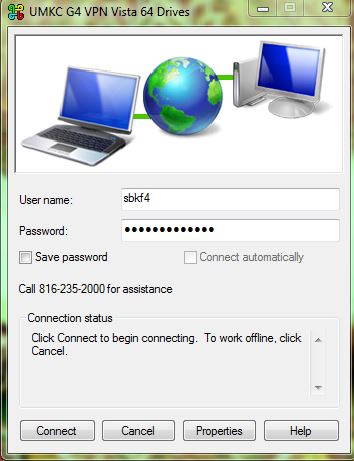 UMKC G4 VPN Vista 64 Drives
User name:
sbkf4
Password:
•••••••••••••
Save password
Connect automatically
Call 816-235-2000 for assistance
Connection status
Click Connect to begin connecting.  To work offline, click
Cancel.
Connect
Cancel
Properties
Help